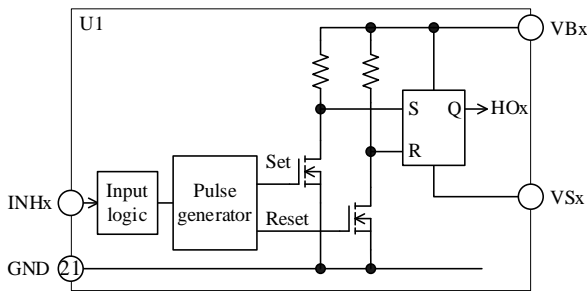 U1
VBx
S
Q
HOx
R
Set
INHx
Input
logic
Pulse
generator
VSx
Reset
GND
21